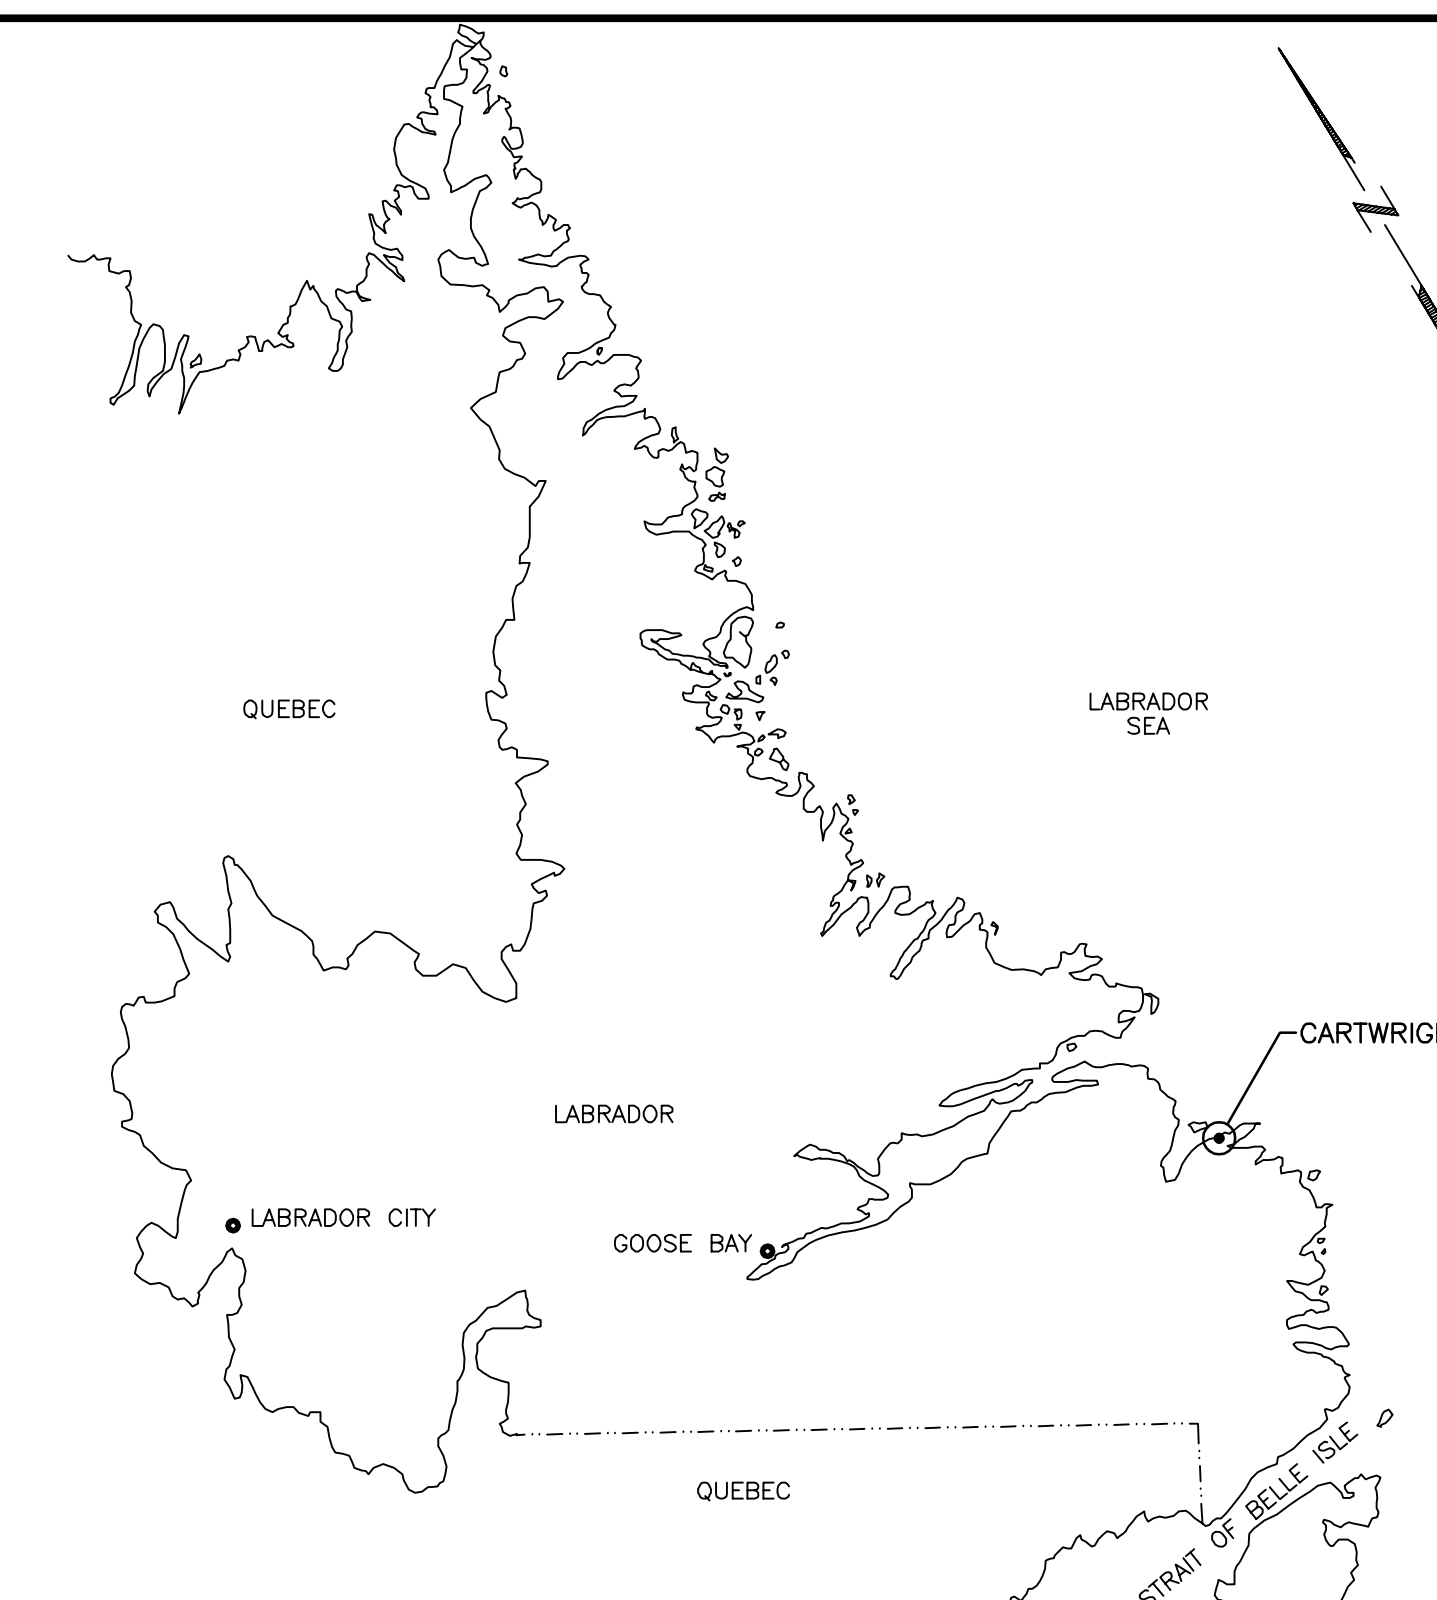 QUEBEC
LABRADOR
SEA
CARTWRIG
LABRADOR
LABRADOR CITY
GOOSE BAY
STRAIT OF BELLE ISLE
QUEBEC